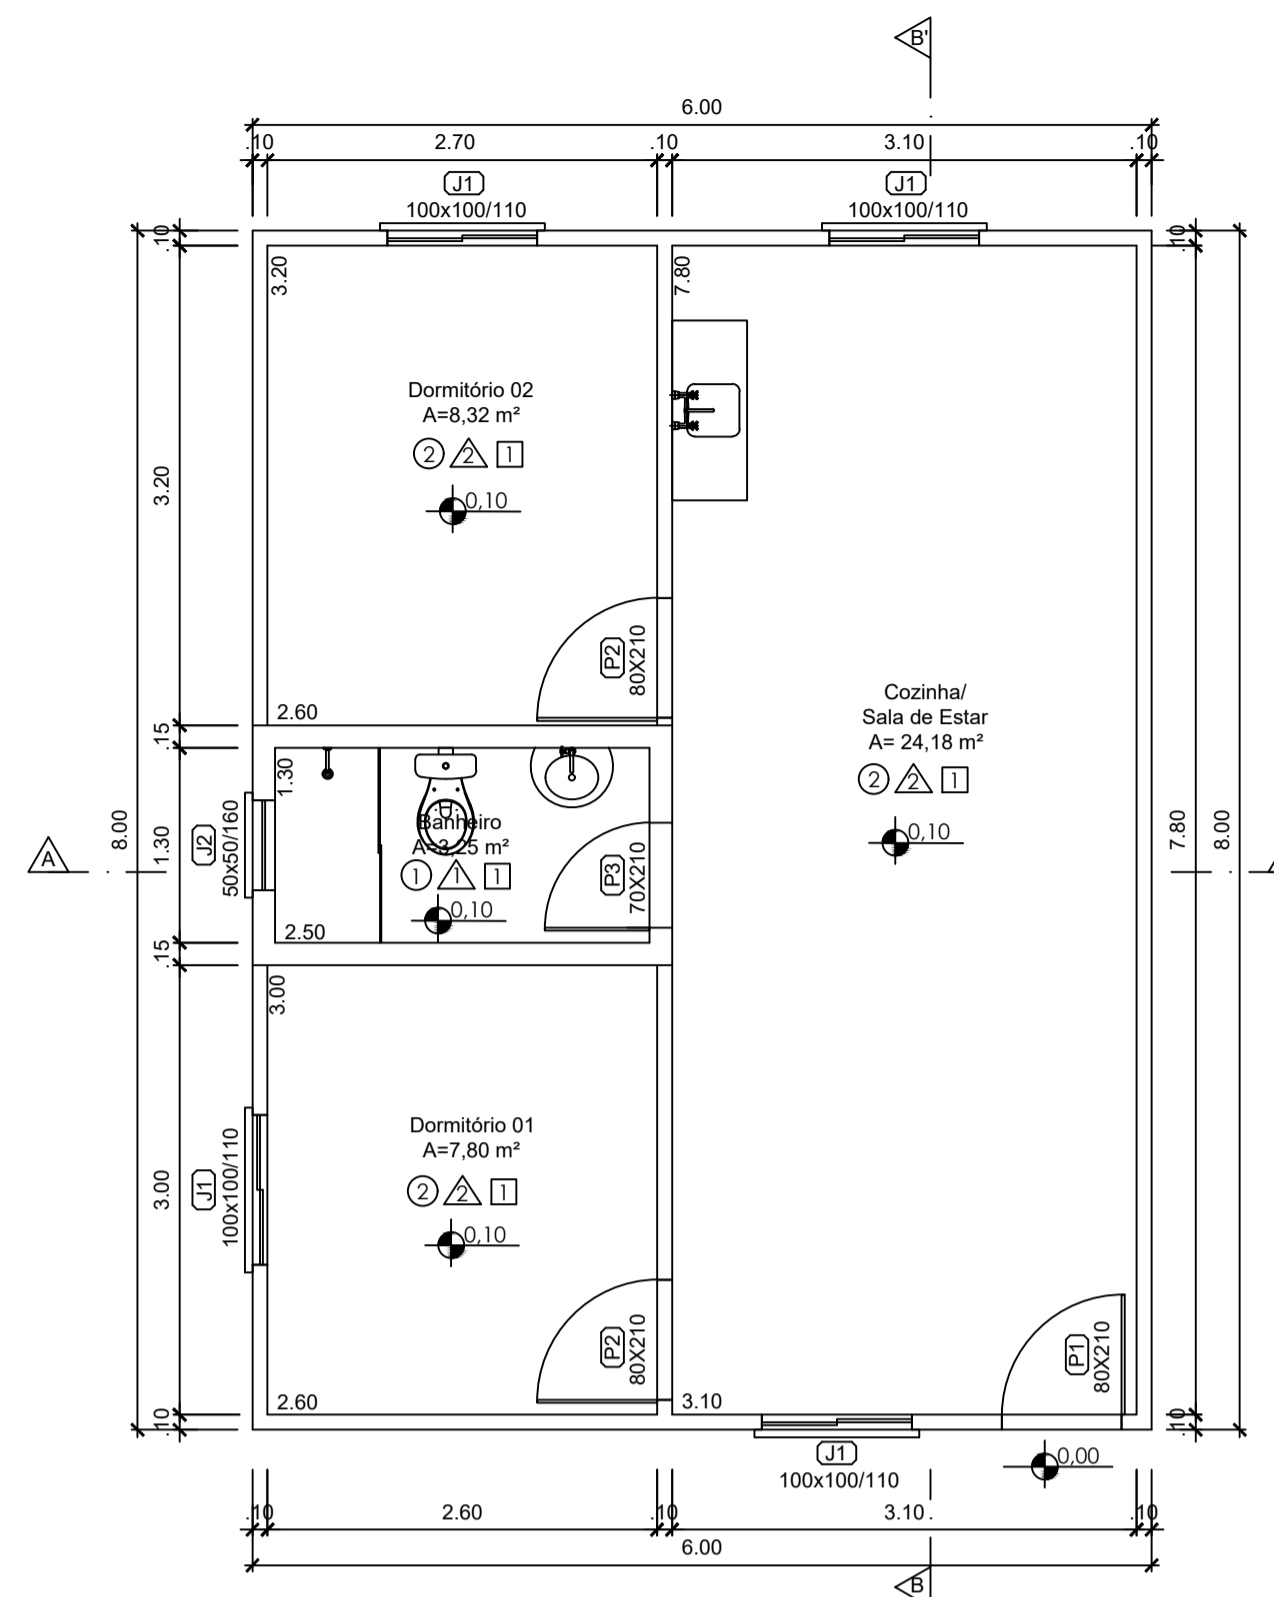 B'
6.00
.10
2.70
.10
3.10
.10
J1
100x100/110
J1
100x100/110
.10
.10
3.20
7.80
Dormitório 02
A=8,32 m²
2
2
1
0,10
3.20
P2
80X210
2.60
.15
Cozinha/
Sala de Estar
A= 24,18 m²
2
2
1
0,10
1.30
8.00
1.30
J2
50x50/160
Banheiro
A=3,25 m²
1
1
1
0,10
P3
70X210
7.80
8.00
A
2.50
.15
3.00
Dormitório 01
A=7,80 m²
2
2
1
0,10
3.00
J1
100x100/110
P2
80X210
P1
80X210
2.60
3.10
.10
.10
J1
100x100/110
0,00
.10
2.60
.10
3.10
.10
6.00
B